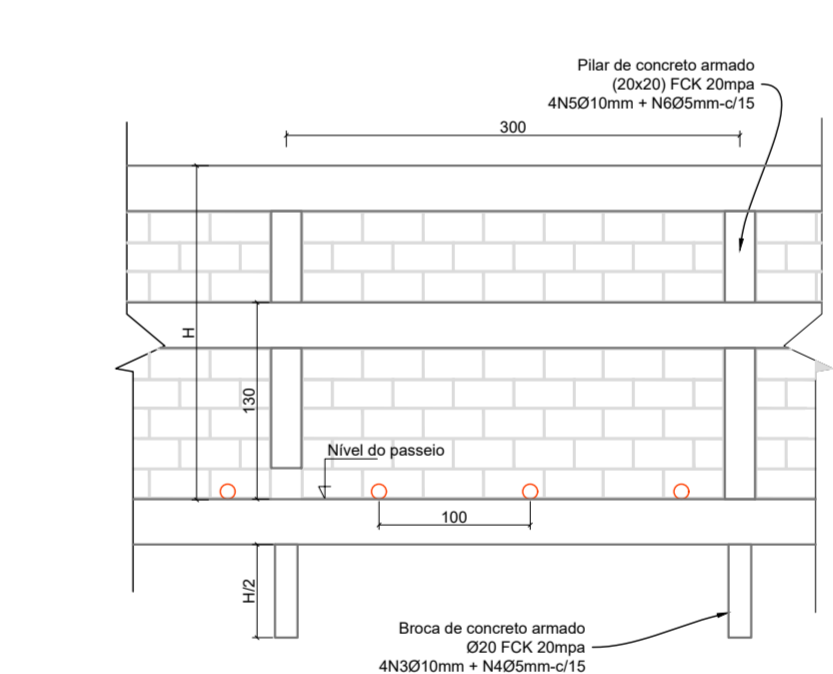 Pilar de concreto armado
(20x20) FCK 20mpa
4N5Ø10mm + N6Ø5mm-c/15
300
H
130
Nível do passeio
100
H/2
Broca de concreto armado
Ø20 FCK 20mpa
4N3Ø10mm + N4Ø5mm-c/15